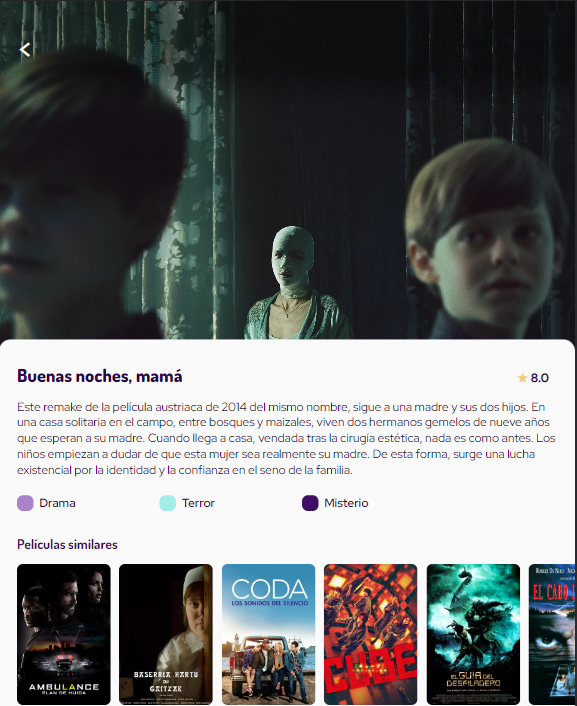 Buenas noches, mamá
8.0
Este remake de la película austriaca de 2014 del mismo nombre, sigue a una madre y sus dos hijos. En
una casa solitaria en el campo, entre bosques y maizales, viven dos hermanos gemelos de nueve años
que esperan a su madre. Cuando llega a casa, vendada tras la cirugía estética, nada es como antes. Los
niños empiezan a dudar de que esta mujer sea realmente su madre. De esta forma, surge una lucha
existencial por la identidad y la confianza en el seno de la familia.
Drama
Terror
Misterio
Películas similares
AMBULANCE
PLAN DE HUIDA
BASERRIA HARTU
DU
GAITZAK
CODA
LOS SONIDOS DEL SILENCIO
CUBE
EL GUÍA DEL
DESFILADERO
ROBERT DE NIRO
EL CABO